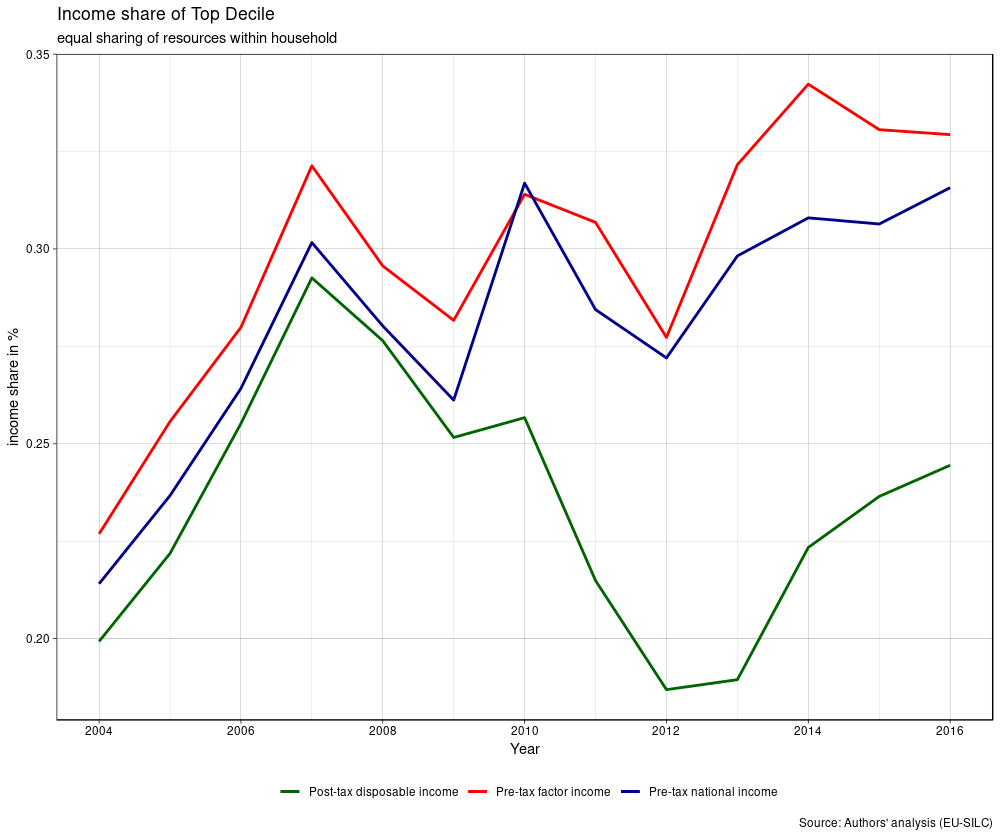 Income share of Top Decile
equal sharing of resources within household
0.35
0.30
0.25
0.20
income share in %
2004 2006 2008 2010 2012 2014 2016
Year
Post-tax disposable income Pre-tax factor income Pre-tax national income
Source: Authors' analysis (EU-SILC)